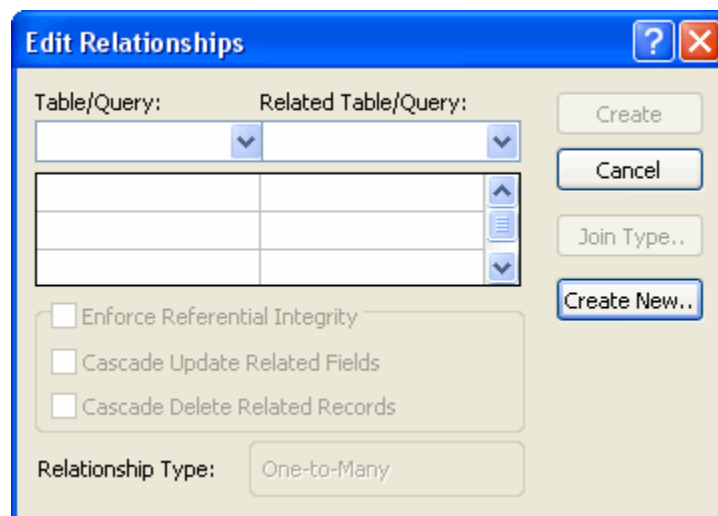 Edit Relationships
Table/Query: Related Table/Query:
Create
Cancel
Join Type..
Create New..
Enforce Referential Integrity
Cascade Update Related Fields
Cascade Delete Related Records
Relationship Type: One-to-Many